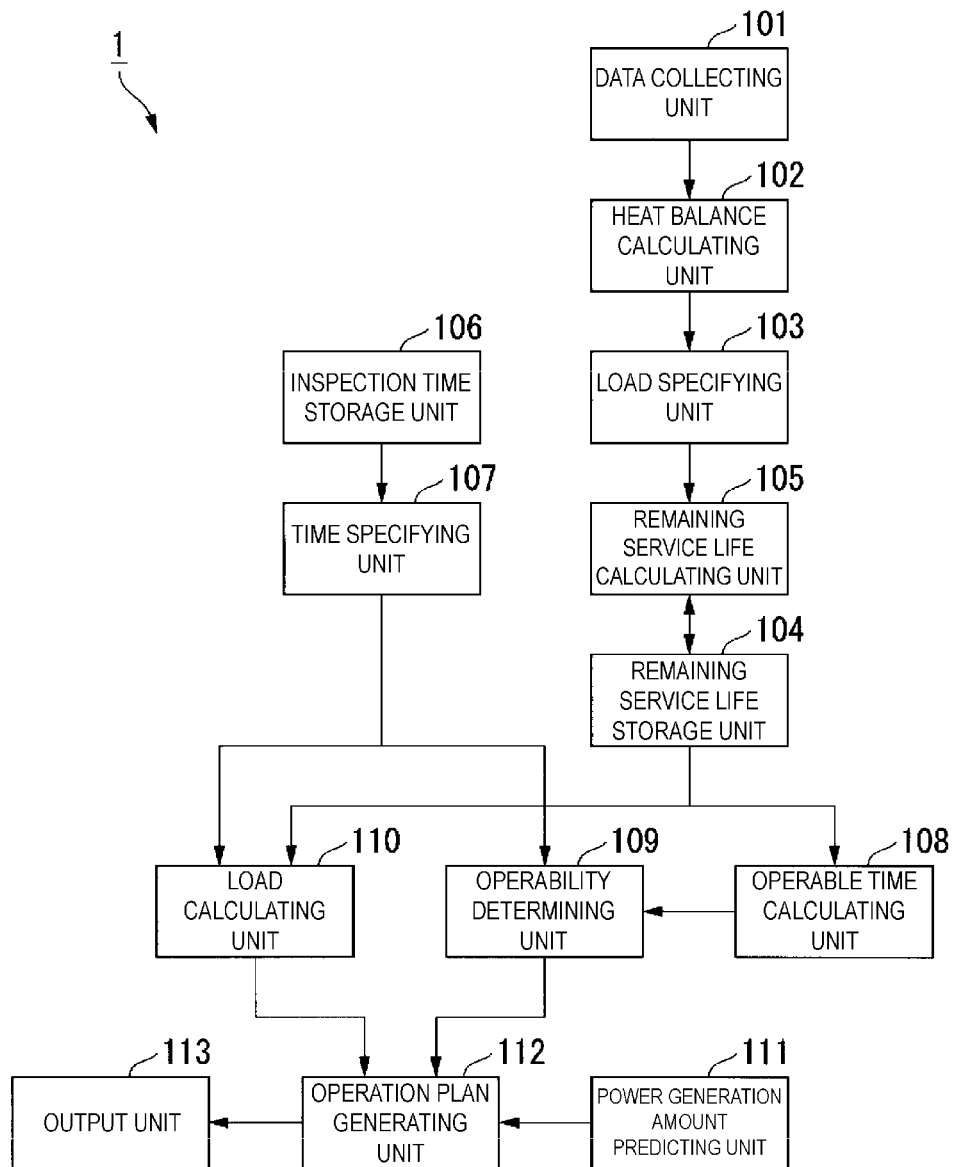 1
101
DATA COLLECTING
UNIT
102
HEAT BALANCE
CALCULATING
UNIT
106
INSPECTION TIME
STORAGE UNIT
103
LOAD SPECIFYING
UNIT
107
TIME SPECIFYING
UNIT
105
REMAINING
SERVICE LIFE
CALCULATING UNIT
104
REMAINING
SERVICE LIFE
STORAGE UNIT
110
LOAD
CALCULATING
UNIT
109
OPERABILITY
DETERMINING
UNIT
108
OPERABLE TIME
CALCULATING
UNIT
113
OUTPUT UNIT
112
OPERATION PLAN
GENERATING
UNIT
111
POWER GENERATION
AMOUNT
PREDICTING UNIT